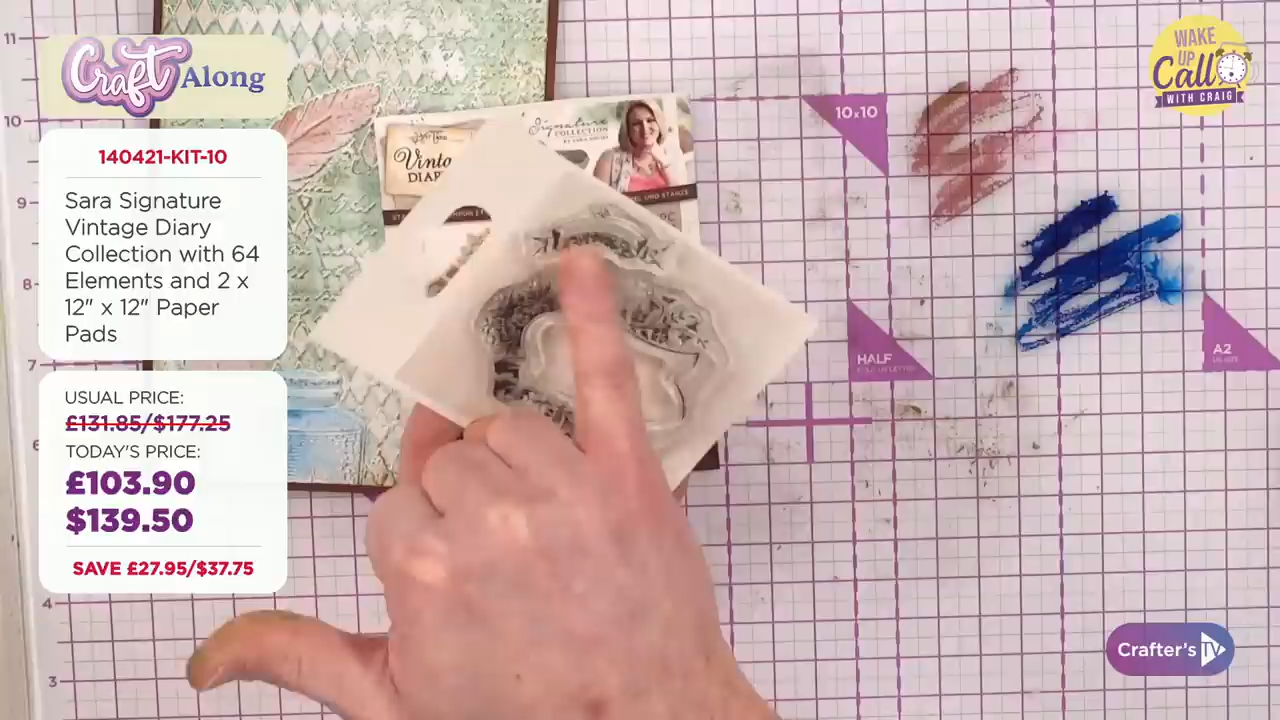 Craft Along
140421-KIT-10
Sara Signature
Vintage Diary
Collection with 64
Elements and 2 x
12" x 12" Paper
Pads
USUAL PRICE:
£131.85/$177.25
TODAY'S PRICE:
£103.90
$139.50
SAVE £27.95/$37.75
WAKE
UP
Call
WITH CRAIG
Signature
COLLECTION
10x10
HALF
A2
11
10
9
8
7
6
4
3
Crafter's TV